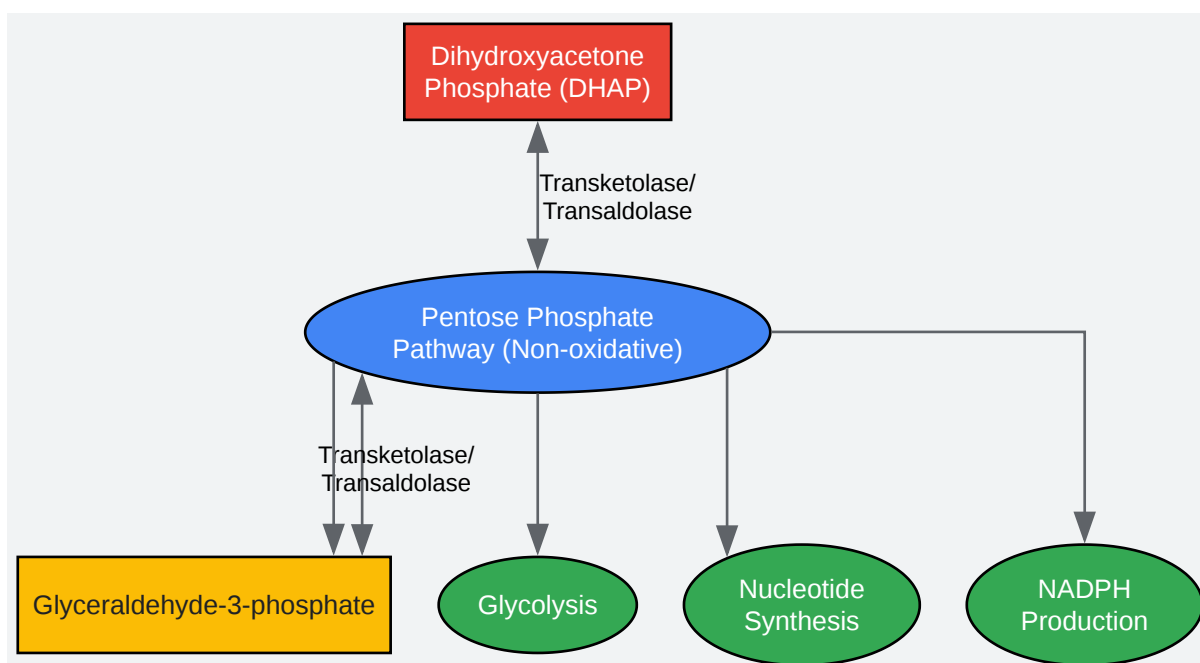 Dihydroxyacetone
Phosphate (DHAP)
Transketolase/
Transaldolase
Pentose Phosphate
Pathway (Non-oxidative)
Transketolase/
Transaldolase
Glyceraldehyde-3-phosphate
Glycolysis
Nucleotide
Synthesis
NADPH
Production